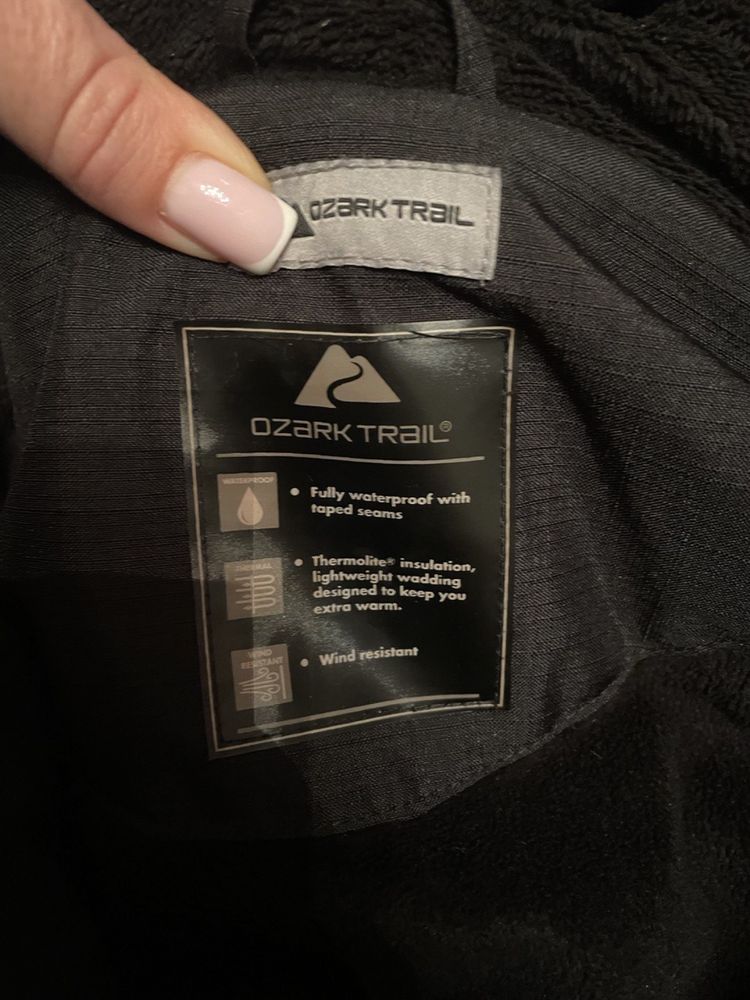 OZARK TRAIL
OZARK TRAIL®
WATERPROOF
• Fully waterproof with
taped seams
THERMAL
• Thermolite® insulation,
lightweight wadding
designed to keep you
extra warm.
WIND
RESISTANT
• Wind resistant